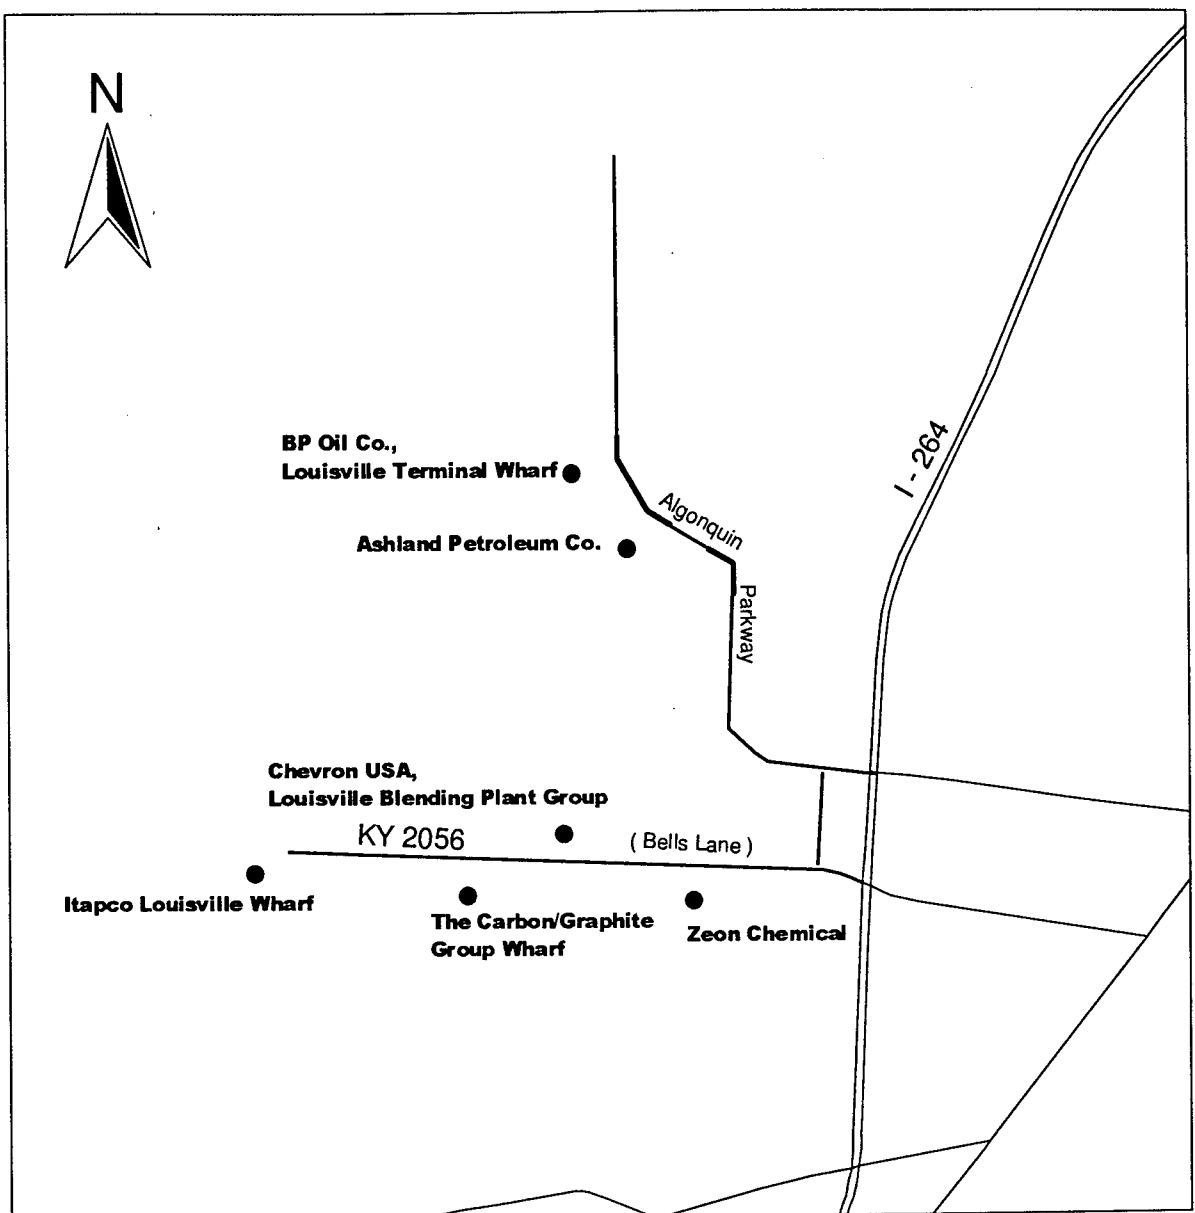 N
BP Oil Co.,
Louisville Terminal Wharf
I - 264
Algonquin
Ashland Petroleum Co.
Parkway
Chevron USA,
Louisville Blending Plant Group
KY 2056
( Bells Lane )
Itapco Louisville Wharf
The Carbon/Graphite
Group Wharf
Zeon Chemical